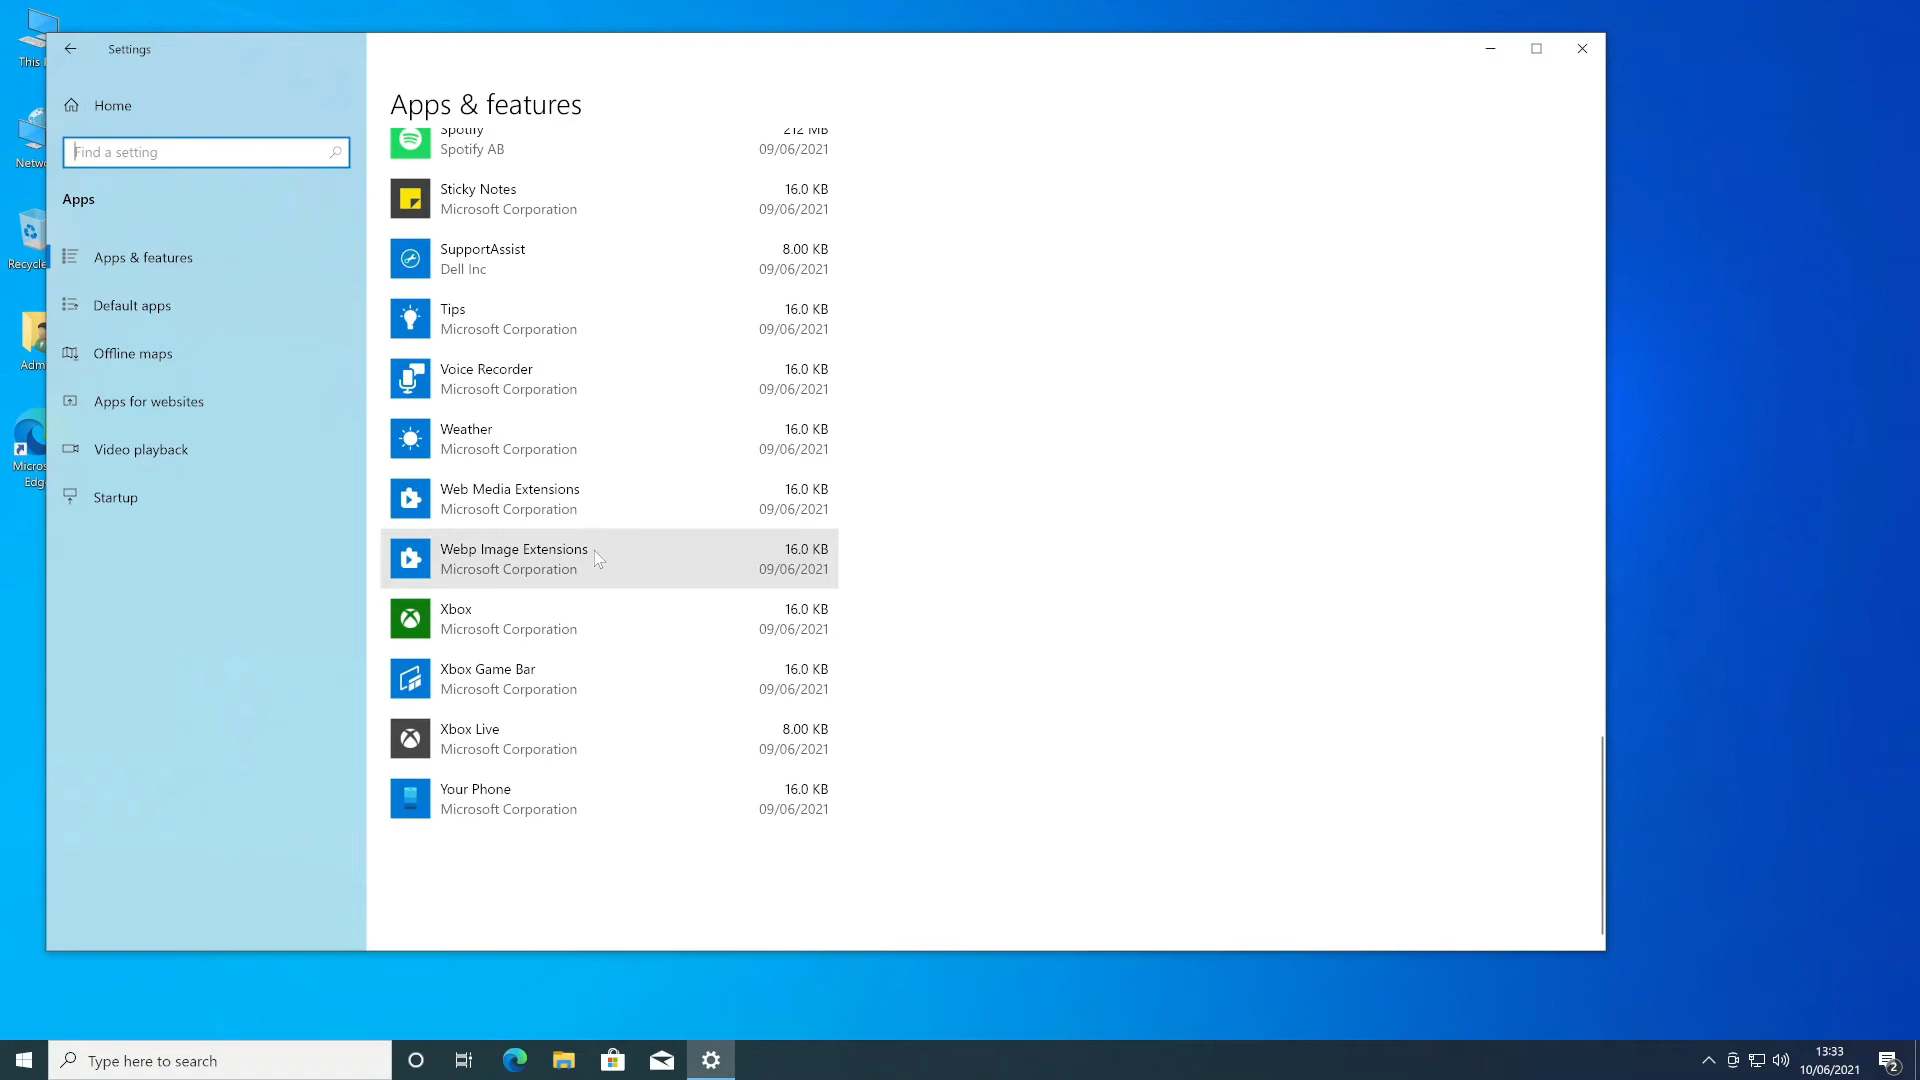 This
Settings
Home
Find a setting
Apps
Apps & features
Default apps
Offline maps
Apps for websites
Video playback
Startup
Netwo
Recycle
Adm
Micros
Edg
Apps & features
Spotify 212 MB
Spotify AB 09/06/2021
Sticky Notes 16.0 KB
Microsoft Corporation 09/06/2021
SupportAssist 8.00 KB
Dell Inc 09/06/2021
Tips 16.0 KB
Microsoft Corporation 09/06/2021
Voice Recorder 16.0 KB
Microsoft Corporation 09/06/2021
Weather 16.0 KB
Microsoft Corporation 09/06/2021
Web Media Extensions 16.0 KB
Microsoft Corporation 09/06/2021
Webp Image Extensions 16.0 KB
Microsoft Corporation 09/06/2021
Xbox 16.0 KB
Microsoft Corporation 09/06/2021
Xbox Game Bar 16.0 KB
Microsoft Corporation 09/06/2021
Xbox Live 8.00 KB
Microsoft Corporation 09/06/2021
Your Phone 16.0 KB
Microsoft Corporation 09/06/2021
Type here to search
13:33
10/06/2021
2